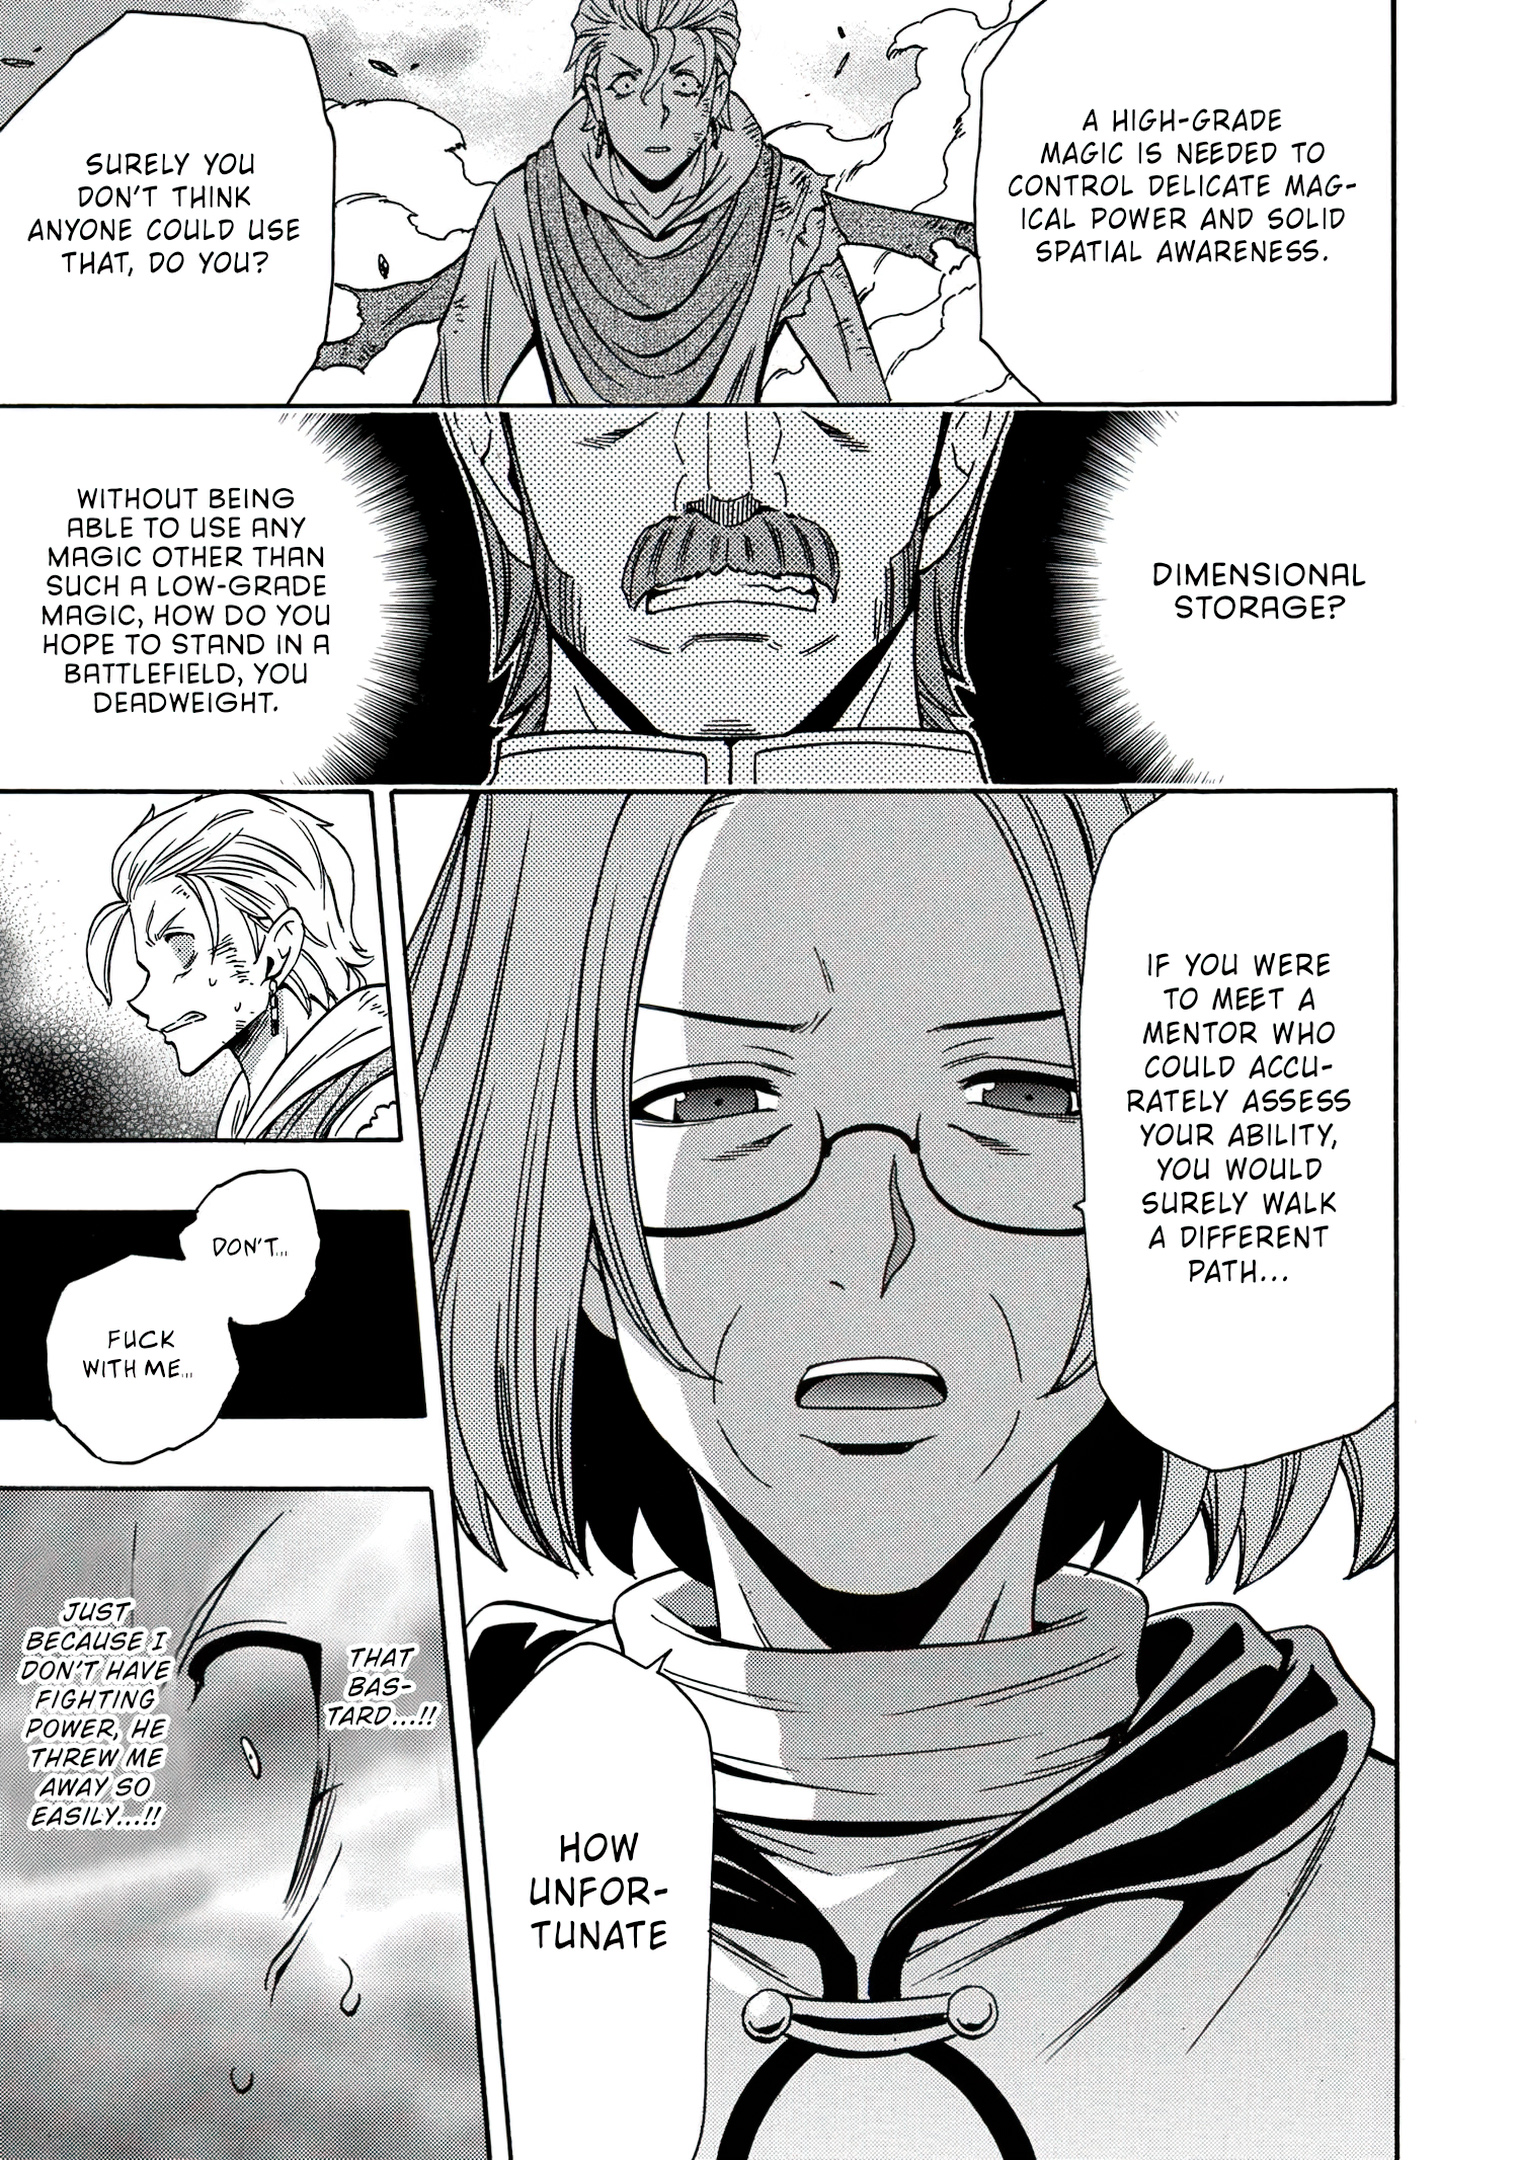 A HIGH-GRADE
MAGIC IS NEEDED TO
CONTROL DELICATE MAG-
ICAL POWER AND SOLID
SPATIAL AWARENESS.
SURELY YOU
DON'T THINK
ANYONE COULD USE
THAT, DO YOU?
DIMENSIONAL
STORAGE?
WITHOUT BEING
ABLE TO USE ANY
MAGIC OTHER THAN
SUCH A LOW-GRADE
MAGIC, HOW DO YOU
HOPE TO STAND IN A
BATTLEFIELD, YOU
DEADWEIGHT.
IF YOU WERE
TO MEET A
MENTOR WHO
COULD ACCU-
RATELY ASSESS
YOUR ABILITY,
YOU WOULD
SURELY WALK
A DIFFERENT
PATH...
HOW
UNFOR-
TUNATE
DON'T...
FUCK
WITH ME...
THAT
BAS-
TARD...!!
JUST
BECAUSE I
DON'T HAVE
FIGHTING
POWER, HE
THREW ME
AWAY SO
EASILY...!!